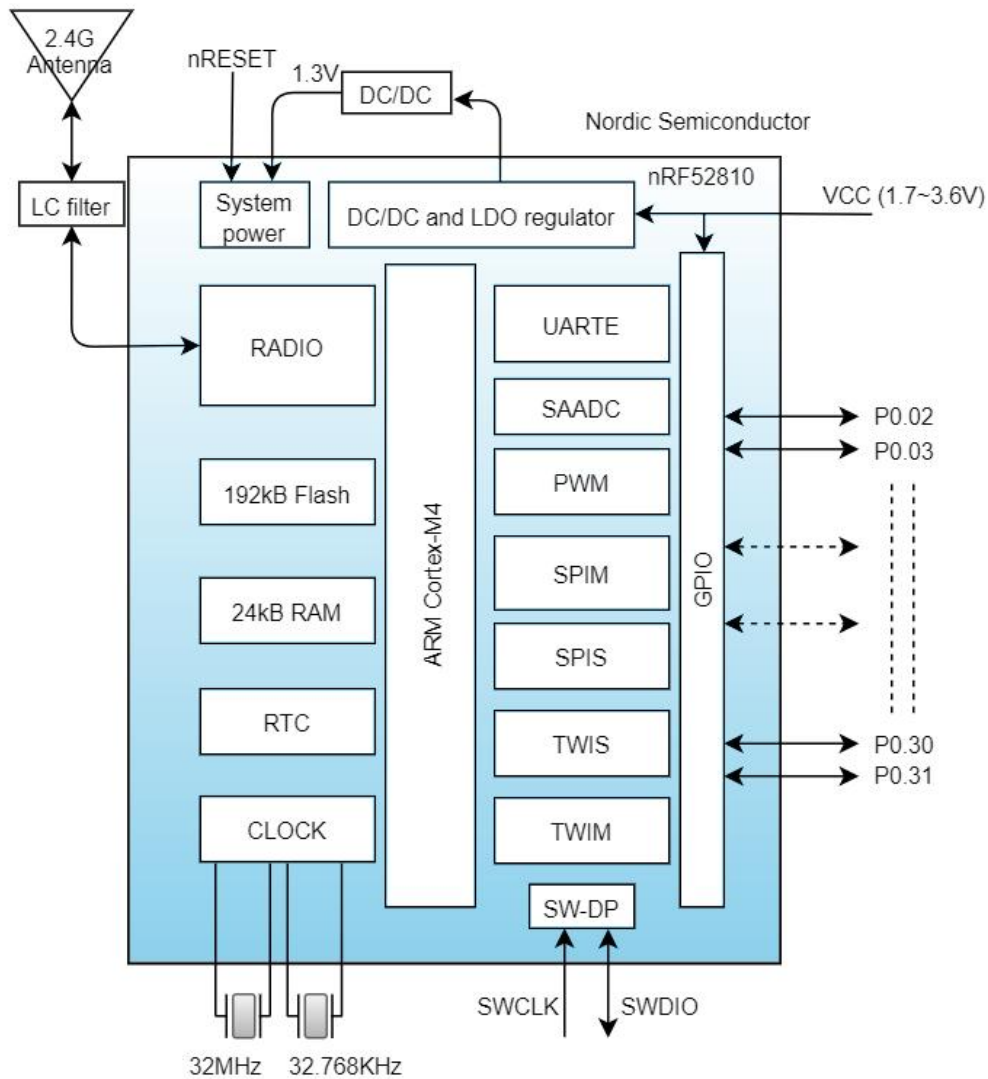 2.4G
Antenna
nRESET
1.3V
DC/DC
Nordic Semiconductor
LC filter
System
power
DC/DC and LDO regulator
nRF52810
VCC (1.7~3.6V)
RADIO
UARTE
SAADC
P0.02
P0.03
192kB Flash
PWM
ARM Cortex-M4
GPIO
SPIM
24kB RAM
SPIS
RTC
TWIS
P0.30
P0.31
CLOCK
TWIM
SW-DP
SWCLK
SWDIO
32MHz
32.768KHz